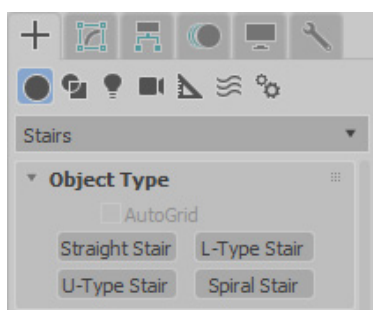 Stairs
Object Type
AutoGrid
Straight Stair L-Type Stair
U-Type Stair Spiral Stair